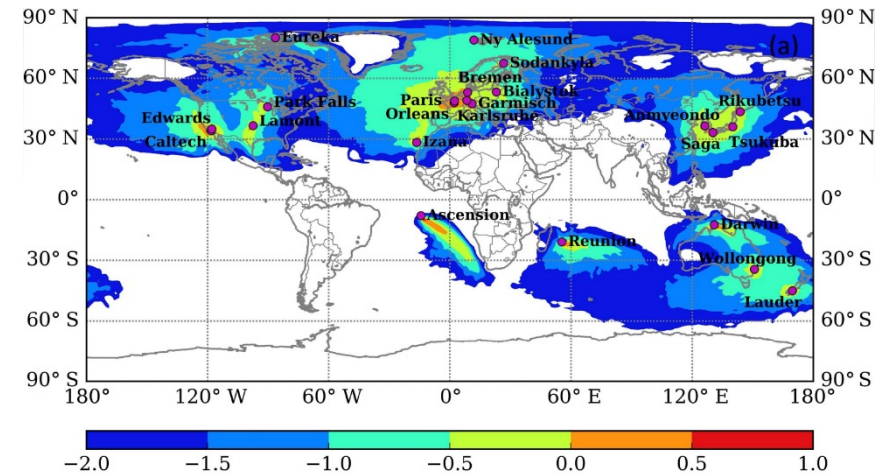 90° N 90° N
(a)
Eureka Ny Alesund
Sodankyla
60° N 60° N
Bremen
Bialystok
Park Falls Paris Garmisch Rikubetsu
Edwards Orleans Karlsruhe Anmyeondo
Lamont
30° N 30° N
Caltech Izana Saga Tsukuba
0° 0°
Ascension Darwin
Reunion
Wollongong
30° S 30° S
Lauder
60° S 60° S
90° S 90° S
180° 120° W 60° W 0° 60° E 120° E 180°
−2.0 −1.5 −1.0 −0.5 0.0 0.5 1.0